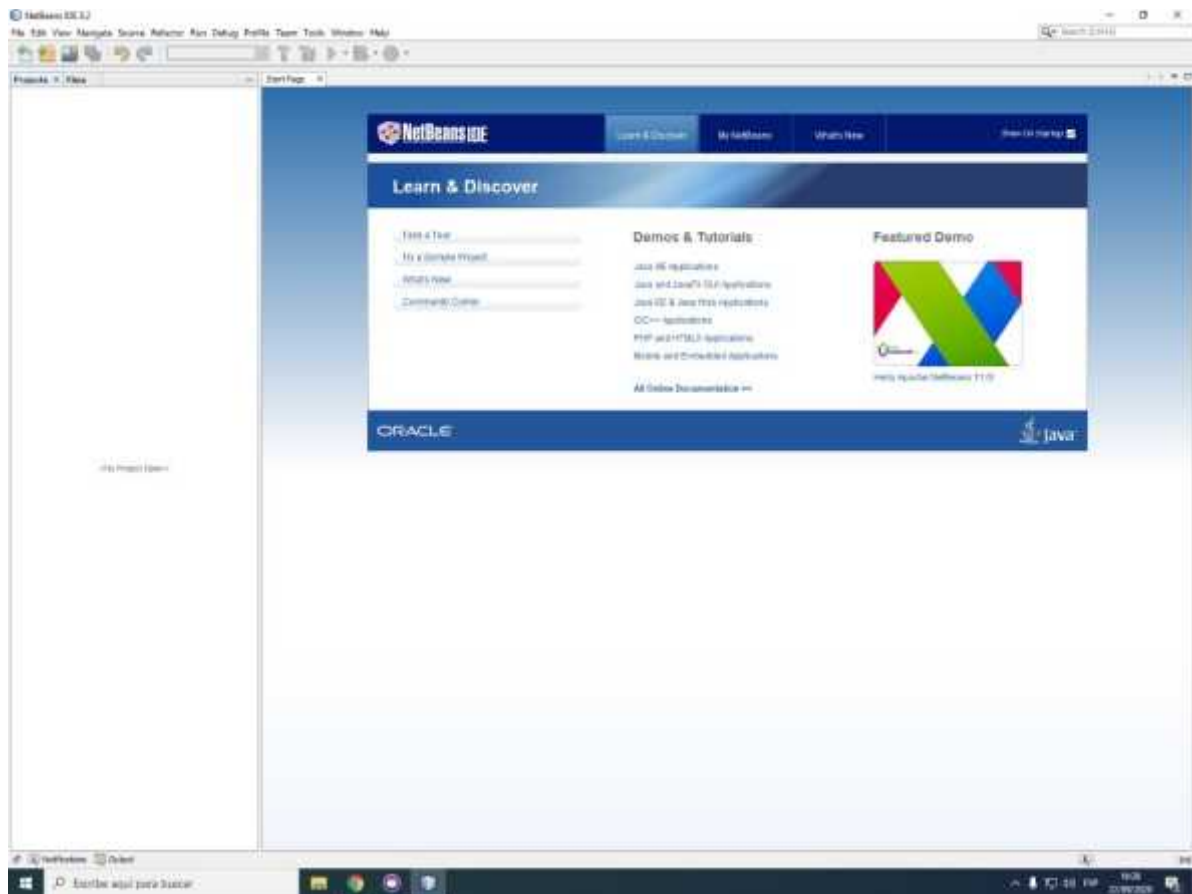 NetBeans IDE 8.2
File Edit View Navigate Source Refactor Run Debug Profile Team Tools Window Help
Search (Ctrl+I)
Projects Files
Start Page
NetBeans IDE
Learn & Discover
My NetBeans
What's New
Show On Startup
Learn & Discover
Take a Tour
Try a Sample Project
What's New
Community Corner
Demos & Tutorials
Java SE Applications
Java and JavaFX GUI Applications
Java EE & Java Web Applications
C/C++ Applications
PHP and HTML5 Applications
Mobile and Embedded Applications
All Online Documentation >>
Featured Demo
Hello Apache NetBeans 11.0
ORACLE
Java
<No Project Open>
Notifications Output
Escribe aquí para buscar